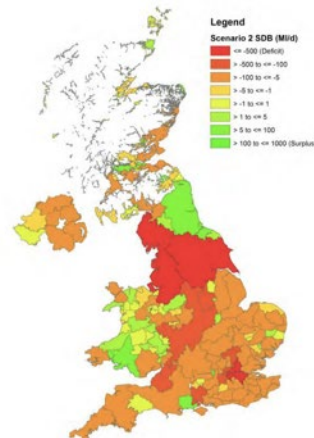 Legend
Scenario 2 SDB (Ml/d)
<= -500 (Deficit)
> -500 to <= -100
> -100 to <= -5
> -5 to <= -1
> -1 to <= 1
> 1 to <= 5
> 5 to <= 100
> 100 to <= 1000 (Surplus)